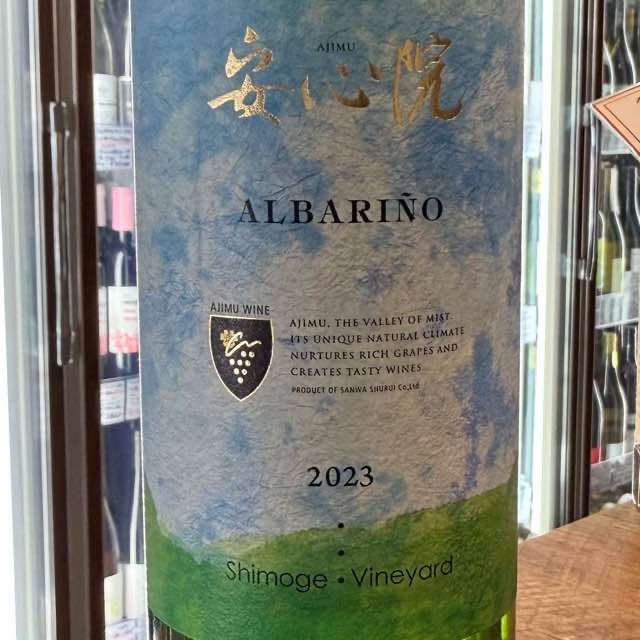 AJIMU
安心院
ALBARIÑO
AJIMU WINE
AJIMU, THE VALLEY OF MIST.
ITS UNIQUE NATURAL CLIMATE
NURTURES RICH GRAPES AND
CREATES TASTY WINES
PRODUCT OF SANWA SHURUI Co.,Ltd
2023
Shimoge • Vineyard